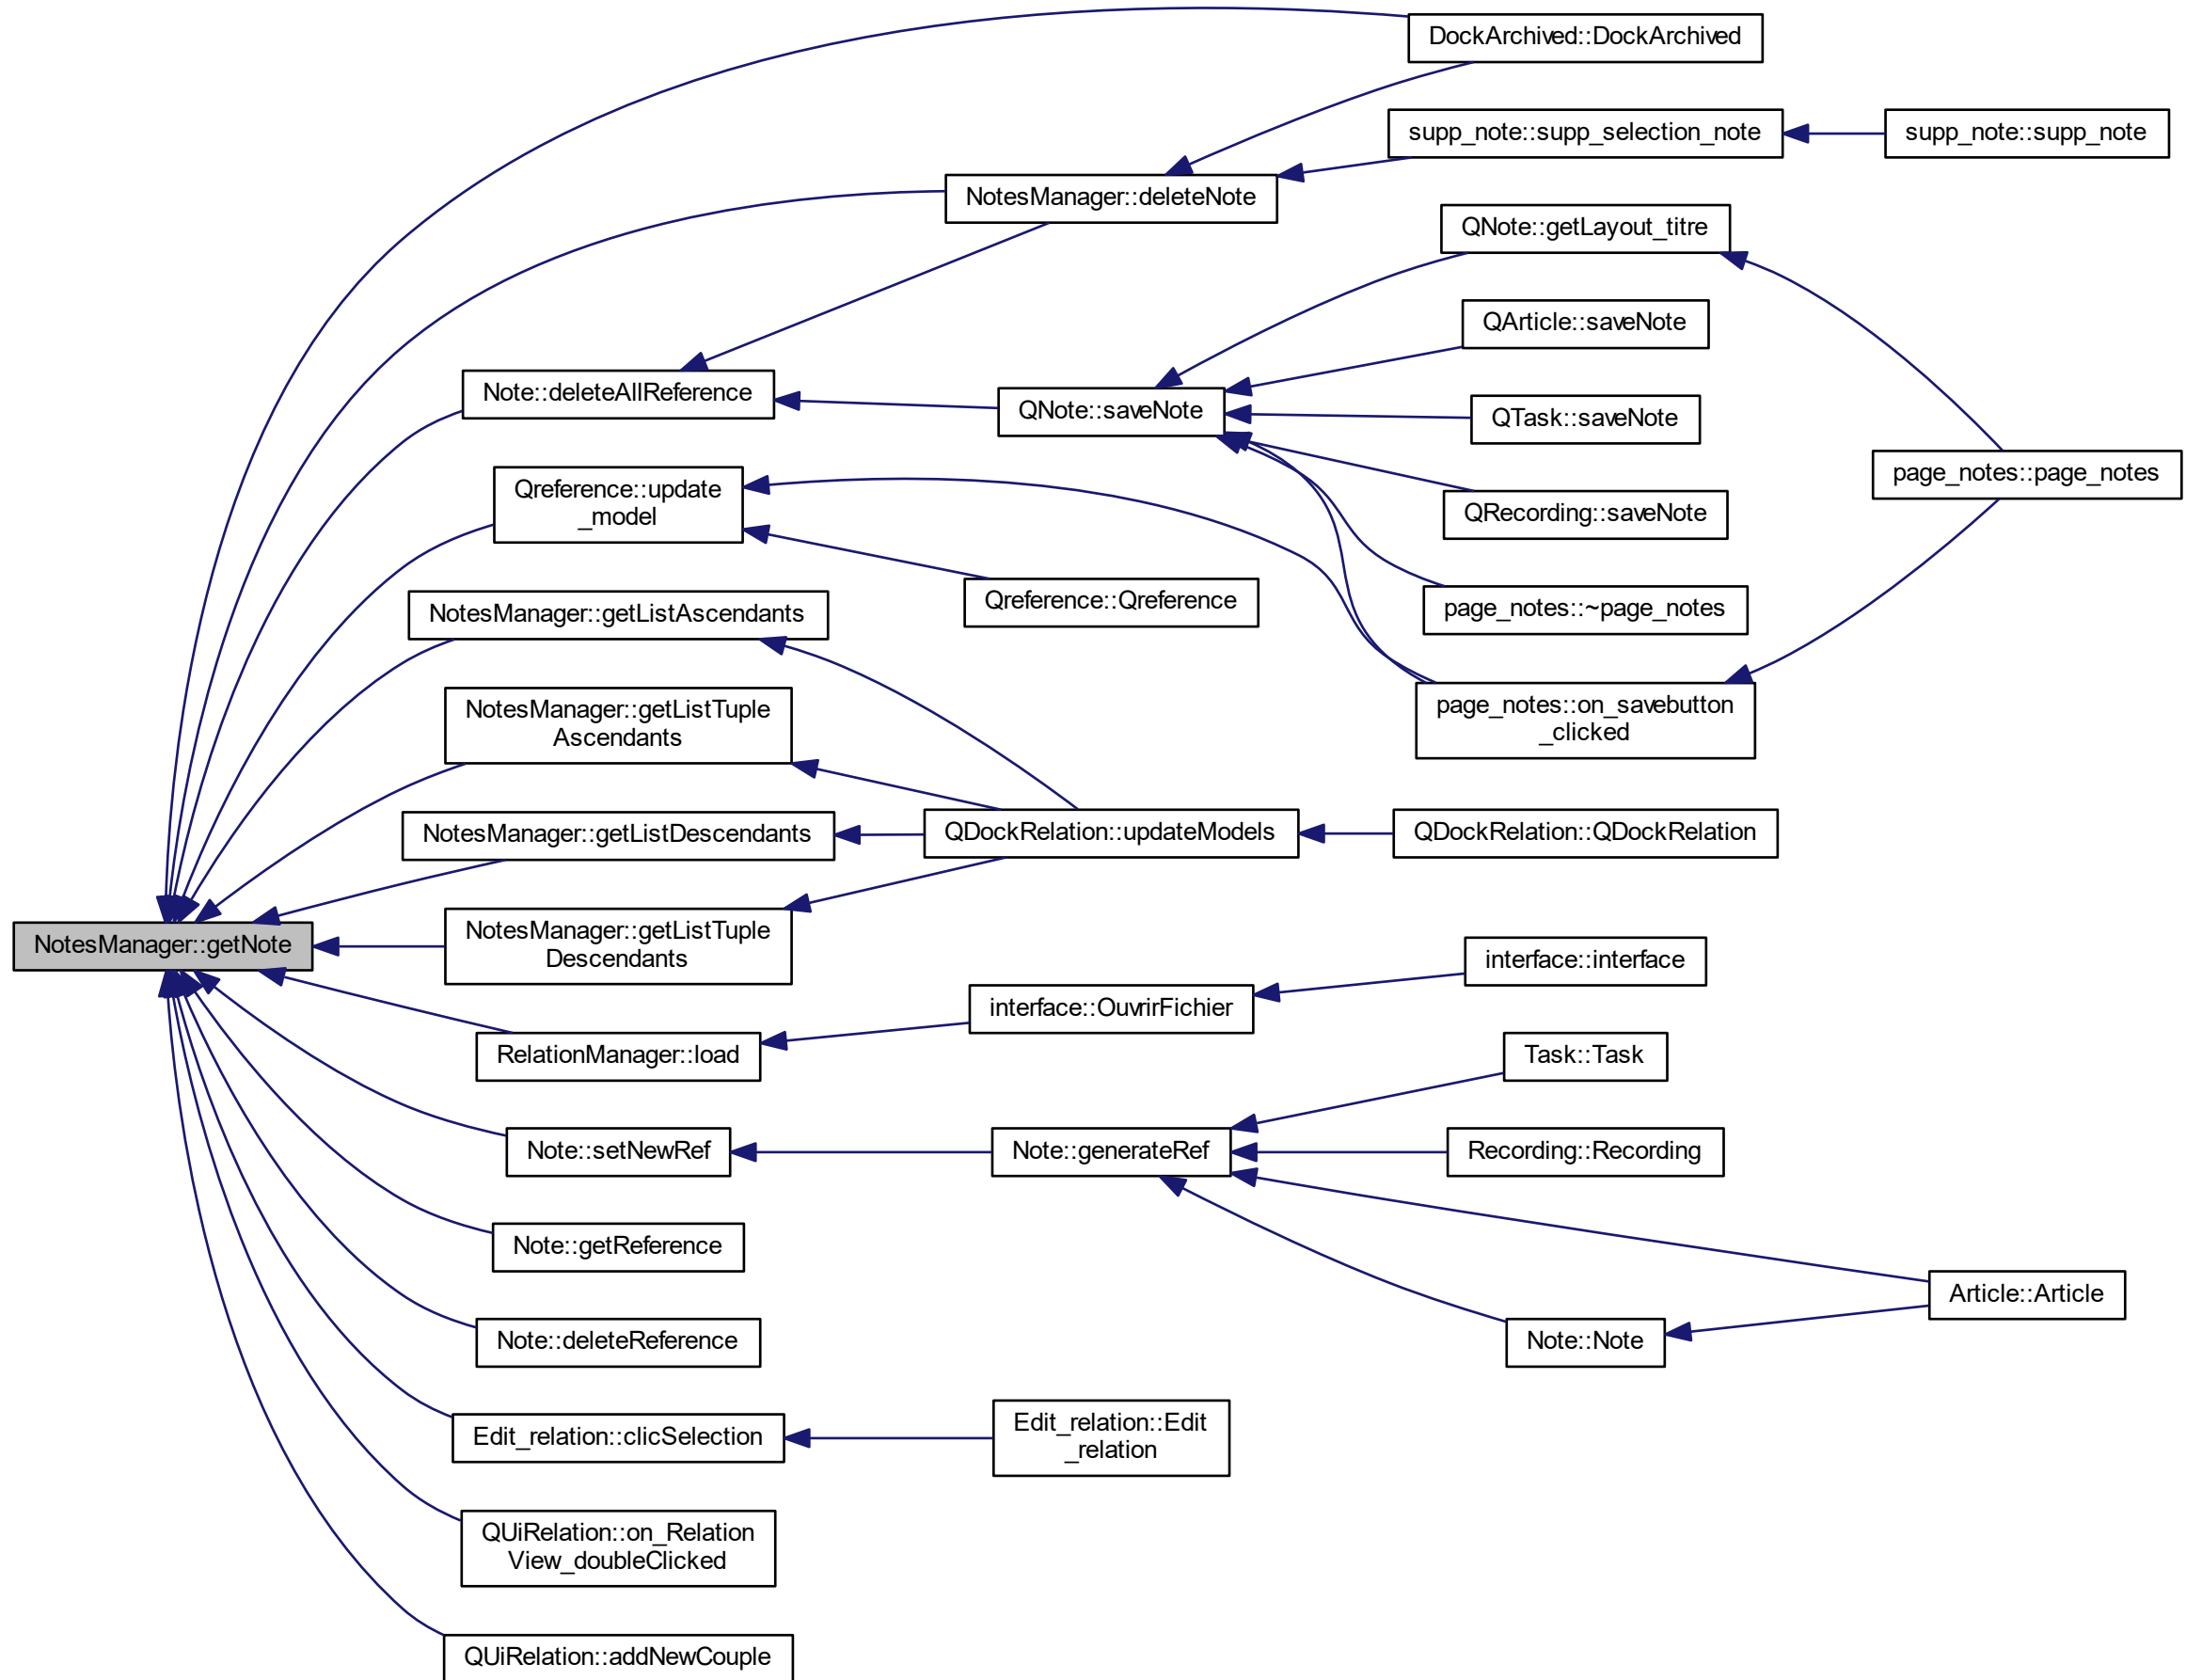 DockArchived::DockArchived
supp_note::supp_selection_note
supp_note::supp_note
NotesManager::deleteNote
QNote::getLayout_titre
QArticle::saveNote
Note::deleteAllReference
QNote::saveNote
QTask::saveNote
page_notes::page_notes
Qreference::update
_model
QRecording::saveNote
Qreference::Qreference
page_notes::~page_notes
NotesManager::getListAscendants
NotesManager::getListTuple
Ascendants
page_notes::on_savebutton
_clicked
NotesManager::getListDescendants
QDockRelation::updateModels
QDockRelation::QDockRelation
NotesManager::getNote
NotesManager::getListTuple
Descendants
interface::interface
interface::OuvrirFichier
RelationManager::load
Task::Task
Note::setNewRef
Note::generateRef
Recording::Recording
Note::getReference
Article::Article
Note::deleteReference
Note::Note
Edit_relation::clicSelection
Edit_relation::Edit
_relation
QUiRelation::on_Relation
View_doubleClicked
QUiRelation::addNewCouple